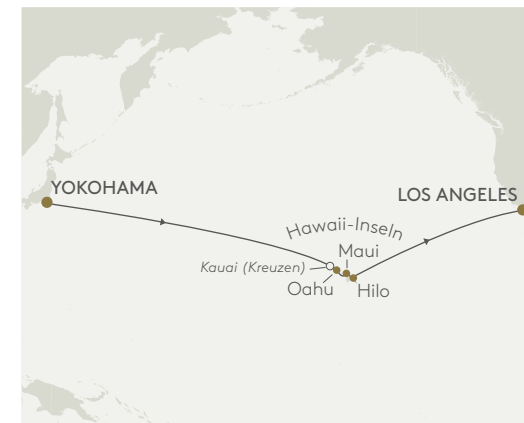 YOKOHAMA
LOS ANGELES
Hawaii-Inseln
Maui
Kauai (Kreuzen)
Oahu
Hilo